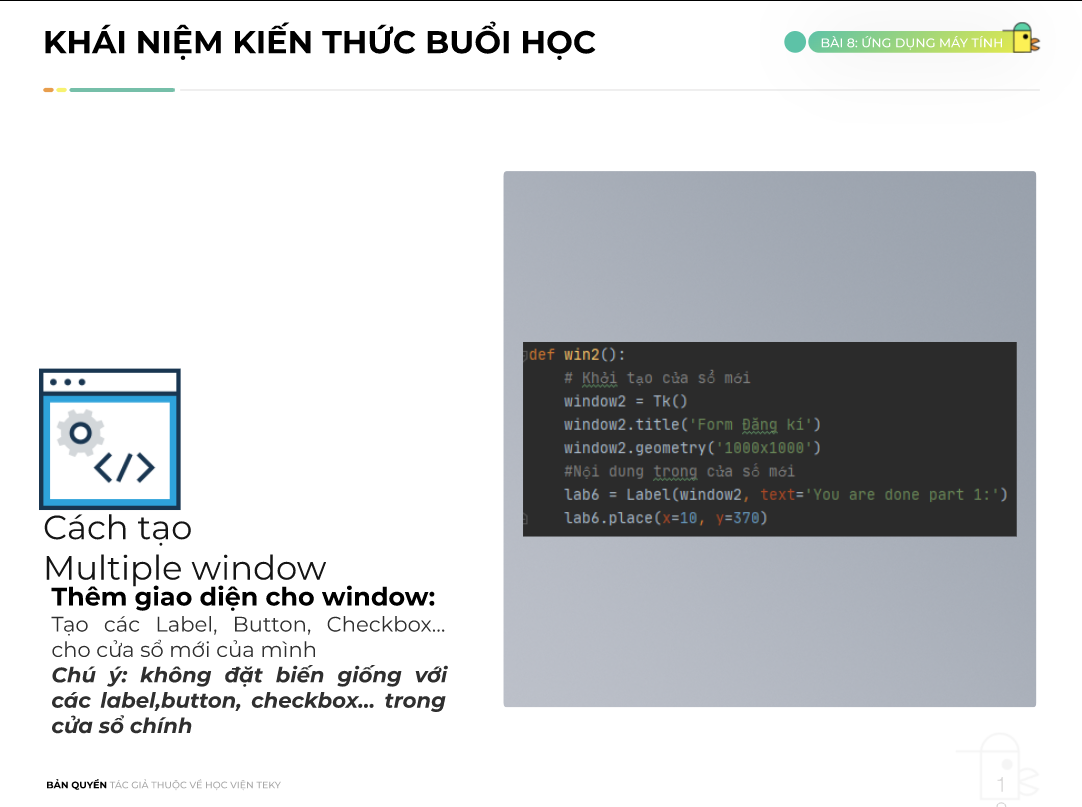 KHÁI NIỆM KIẾN THỨC BUỔI HỌC
BÀI 8: ỨNG DỤNG MÁY TÍNH
def win2():
# Khởi tạo cửa sổ mới
window2 = Tk()
window2.title('Form Đăng kí')
window2.geometry('1000x1000')
#Nội dung trong cửa sổ mới
lab6 = Label(window2, text='You are done part 1:')
lab6.place(x=10, y=370)
</>
Cách tạo
Multiple window
Thêm giao diện cho window:
Tạo các Label, Button, Checkbox...
cho cửa sổ mới của mình
Chú ý: không đặt biến giống với
các label,button, checkbox... trong
cửa sổ chính
BẢN QUYỀN TÁC GIẢ THUỘC VỀ HỌC VIỆN TEKY
1